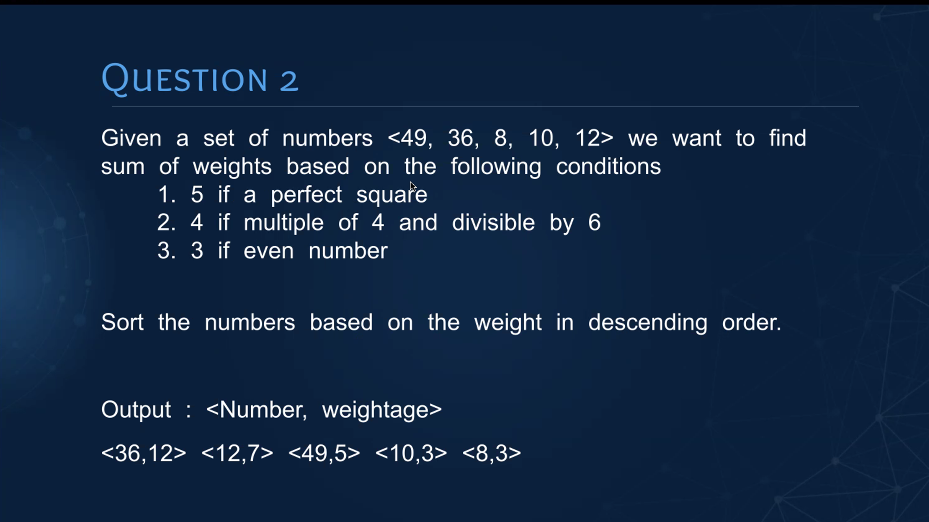 QUESTION 2
Given a set of numbers <49, 36, 8, 10, 12> we want to find
sum of weights based on the following conditions
1. 5 if a perfect square
2. 4 if multiple of 4 and divisible by 6
3. 3 if even number
Sort the numbers based on the weight in descending order.
Output : <Number, weightage>
<36,12> <12,7> <49,5> <10,3> <8,3>